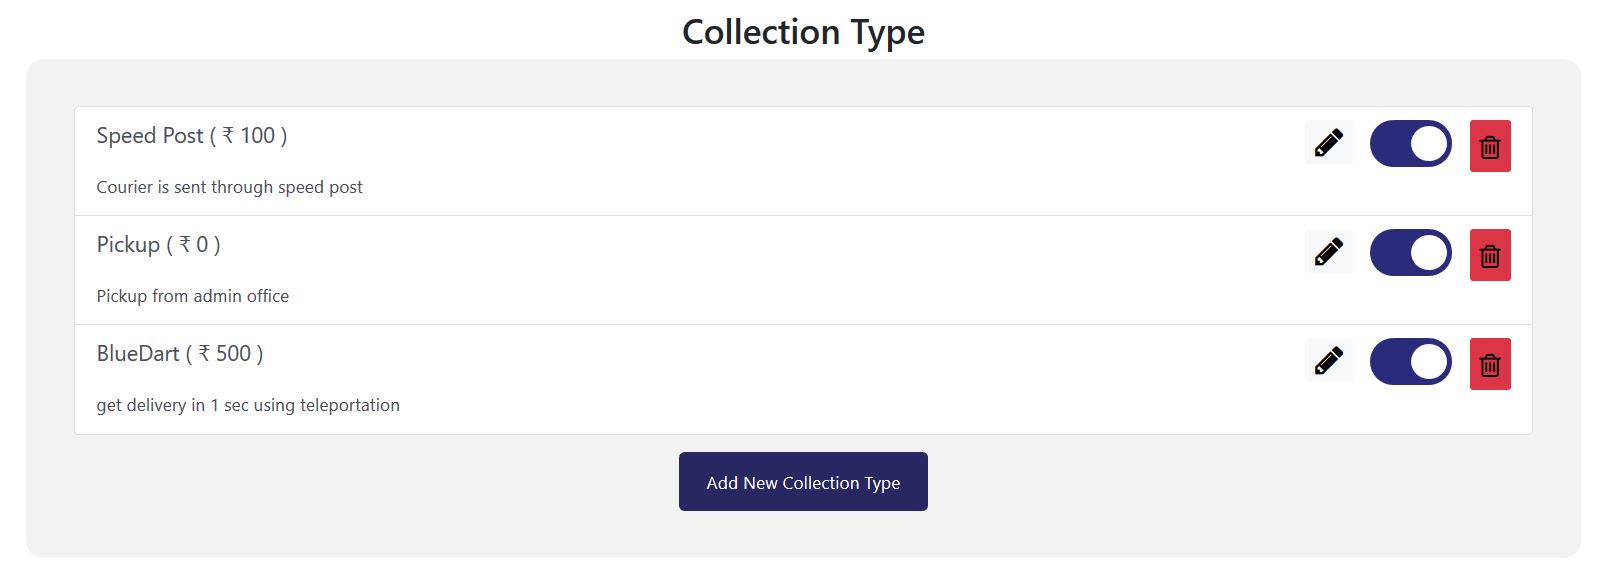 Collection Type
Speed Post ( ₹ 100 )
Courier is sent through speed post
Pickup ( ₹ 0 )
Pickup from admin office
BlueDart ( ₹ 500 )
get delivery in 1 sec using teleportation
Add New Collection Type